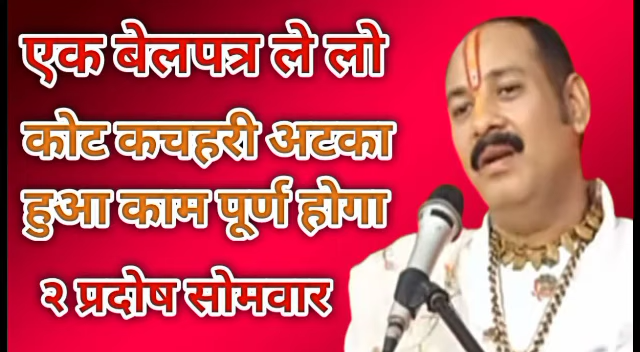 एक बेलपत्र ले लो
कोट कचहरी अटका
हुआ काम पूर्ण होगा
२ प्रदोष सोमवार